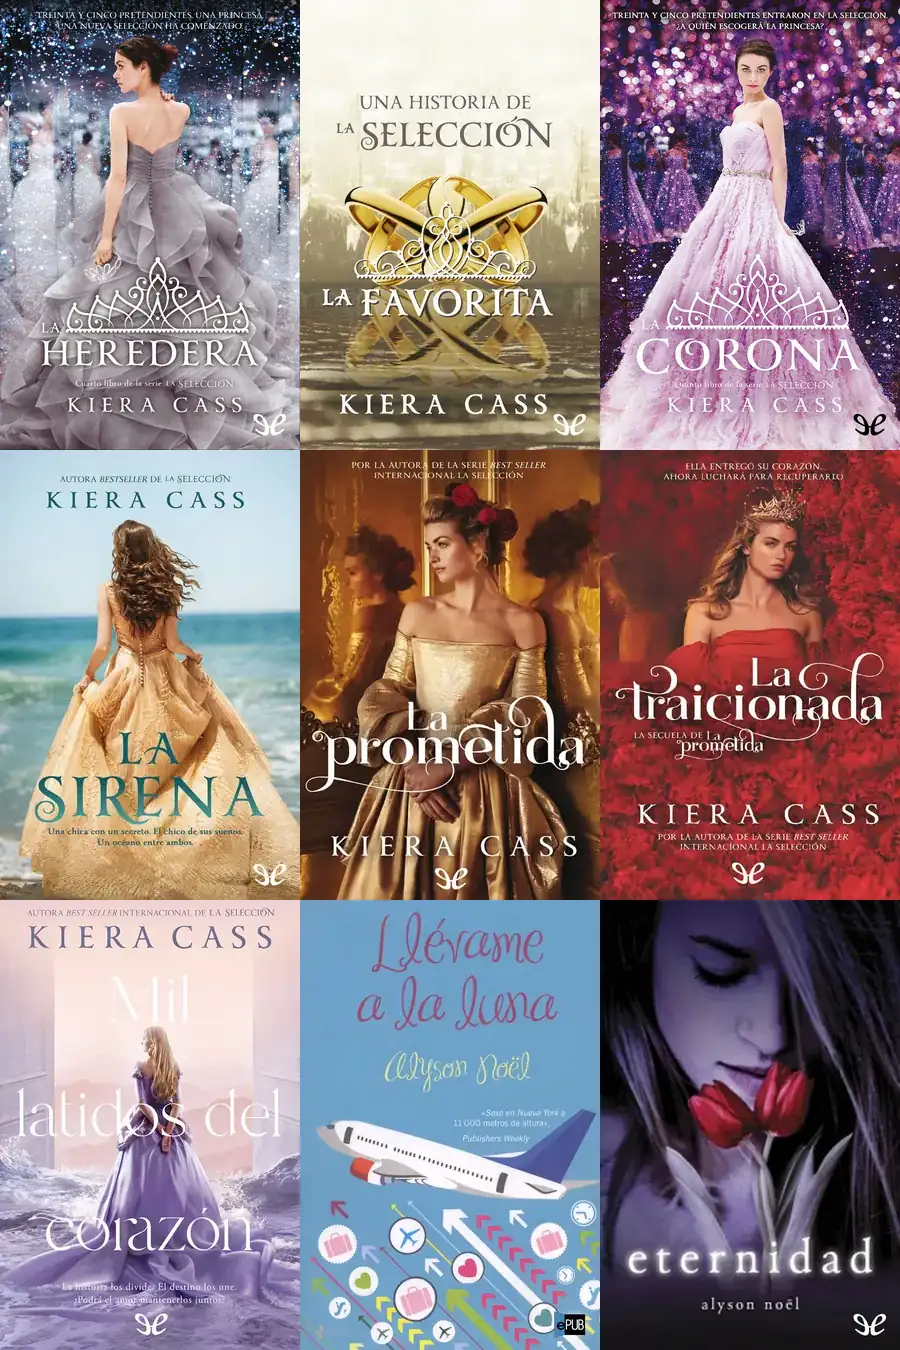 TREINTA Y CINCO PRETENDIENTES, UNA PRINCESA.
UNA NUEVA SELECCIÓN HA COMENZADO
LA
HEREDERA
Cuarto libro de la serie LA SELECCIÓN
KIERA CASS
UNA HISTORIA DE
LA SELECCIÓN
LA FAVORITA
KIERA CASS
TREINTA Y CINCO PRETENDIENTES ENTRARON EN LA SELECCIÓN.
¿A QUIÉN ESCOGERÁ LA PRINCESA?
LA
CORONA
Quinto libro de la serie LA SELECCIÓN
KIERA CASS
AUTORA BESTSELLER DE LA SELECCIÓN
KIERA CASS
LA
SIRENA
Una chica con un secreto. El chico de sus sueños.
Un océano entre ambos.
POR LA AUTORA DE LA SERIE BEST SELLER
INTERNACIONAL LA SELECCIÓN
La
prometida
KIERA CASS
ELLA ENTREGÓ SU CORAZÓN.
AHORA LUCHARÁ PARA RECUPERARLO
La
traicionada
LA SECUELA DE La
prometida
KIERA CASS
POR LA AUTORA DE LA SERIE BEST SELLER
INTERNACIONAL LA SELECCIÓN
AUTORA BEST SELLER INTERNACIONAL DE LA SELECCIÓN
KIERA CASS
Mil
latidos del
corazón
La historia los divide. El destino los une.
¿Podrá el amor mantenerlos juntos?
Llévame
a la luna
alyson noël
«Sexo en Nueva York a
11 000 metros de altura».
Publishers Weekly
ePUB
eternidad
alyson noël